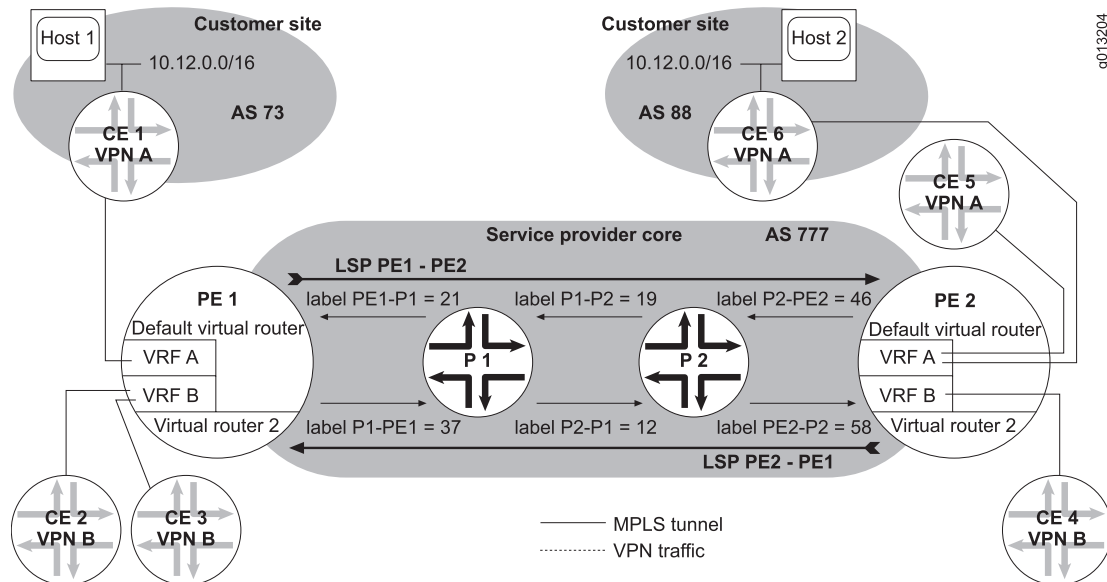 Customer site
Host 1
10.12.0.0/16
AS 73
CE 1
VPN A
Customer site
Host 2
10.12.0.0/16
AS 88
CE 6
VPN A
g013204
CE 5
VPN A
Service provider core
AS 777
LSP PE1 - PE2
PE 1
label PE1-P1 = 21
label P1-P2 = 19
label P2-PE2 = 46
PE 2
Default virtual router
Default virtual router
VRF A
P 1
P 2
VRF A
VRF B
VRF B
Virtual router 2
label P1-PE1 = 37
label P2-P1 = 12
label PE2-P2 = 58
Virtual router 2
LSP PE2 - PE1
CE 2
VPN B
CE 3
VPN B
MPLS tunnel
VPN traffic
CE 4
VPN B